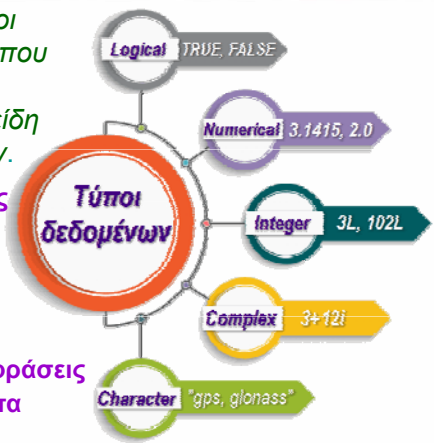 οι
που
είδη
ν.
ς
Τύποι
δεδομένων
Logical TRUE, FALSE
Numerical 3.1415, 2.0
Integer 3L, 102L
Complex 3+12i
Character "gps, glonass"
ράσεις
τα